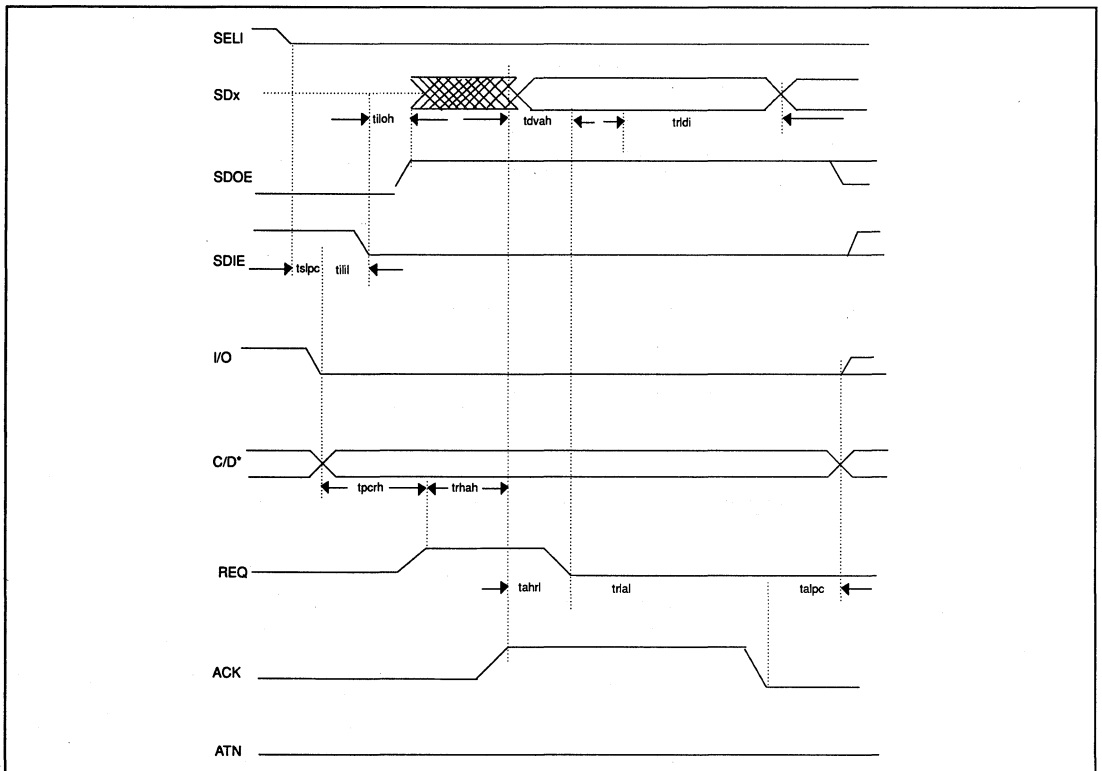 SELI
SDx
tiloh
tdvah
trldi
SDOE
SDIE
tslpc
tilil
I/O
C/D*
tpcrh
trhah
REQ
tahrl
trlal
talpc
ACK
ATN